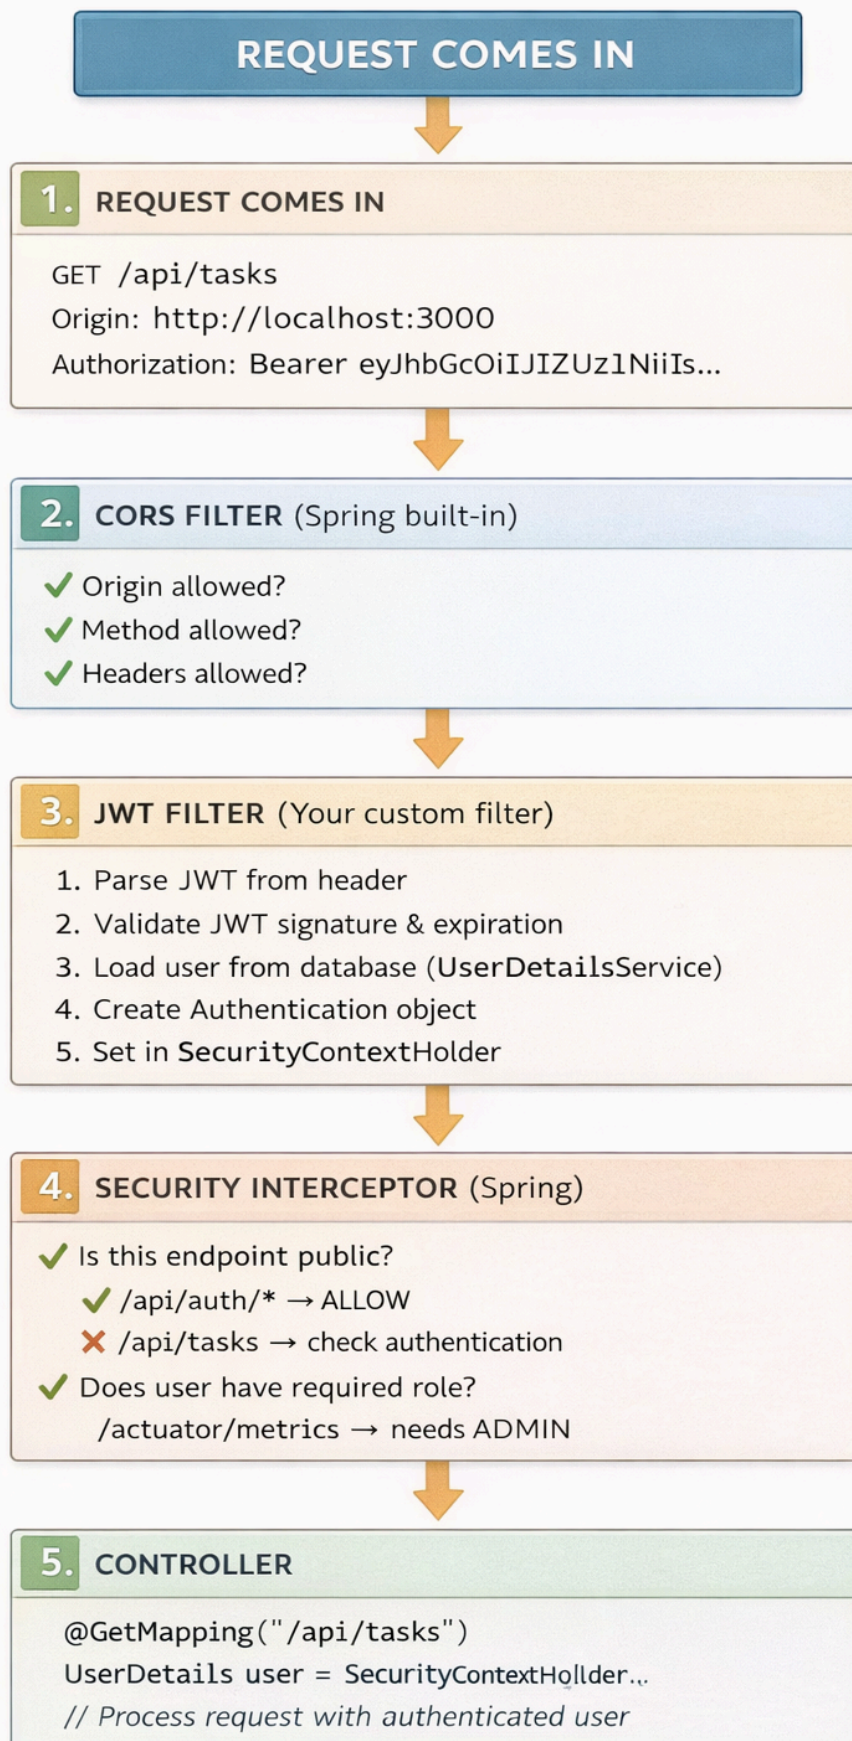 REQUEST COMES IN
1. REQUEST COMES IN
GET /api/tasks
Origin: http://localhost:3000
Authorization: Bearer eyJhbGcOiIJIZUz1NiiIs...
2. CORS FILTER (Spring built-in)
✓ Origin allowed?
✓ Method allowed?
✓ Headers allowed?
3. JWT FILTER (Your custom filter)
1. Parse JWT from header
2. Validate JWT signature & expiration
3. Load user from database (UserDetailsService)
4. Create Authentication object
5. Set in SecurityContextHolder
4. SECURITY INTERCEPTOR (Spring)
✓ Is this endpoint public?
✓ /api/auth/* → ALLOW
✗ /api/tasks → check authentication
✓ Does user have required role?
/actuator/metrics → needs ADMIN
5. CONTROLLER
@GetMapping("/api/tasks")
UserDetails user = SecurityContextHollder...
// Process request with authenticated user